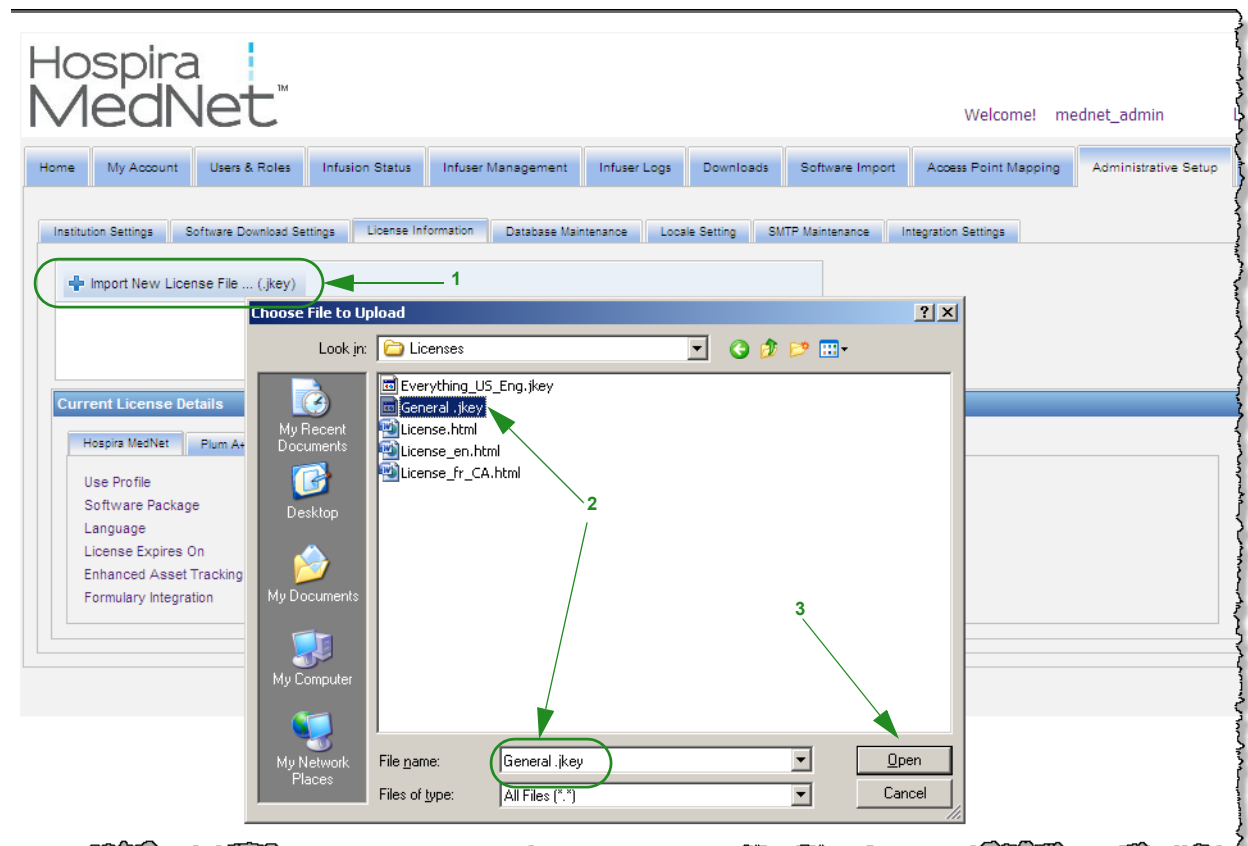 Hospira
MedNet™
Welcome! mednet_admin
Home My Account Users & Roles Infusion Status Infuser Management Infuser Logs Downloads Software Import Access Point Mapping Administrative Setup
Institution Settings Software Download Settings License Information Database Maintenance Locale Setting SMTP Maintenance Integration Settings
Import New License File ... (.jkey)
1
Choose File to Upload
Look in: Licenses
Everything_US_Eng.jkey
General .jkey
License.html
License_en.html
License_fr_CA.html
My Recent
Documents
Desktop
My Documents
My Computer
My Network
Places
2
3
File name: General .jkey Open
Files of type: All Files (*.*) Cancel
Current License Details
Hospira MedNet Plum A+
Use Profile
Software Package
Language
License Expires On
Enhanced Asset Tracking
Formulary Integration